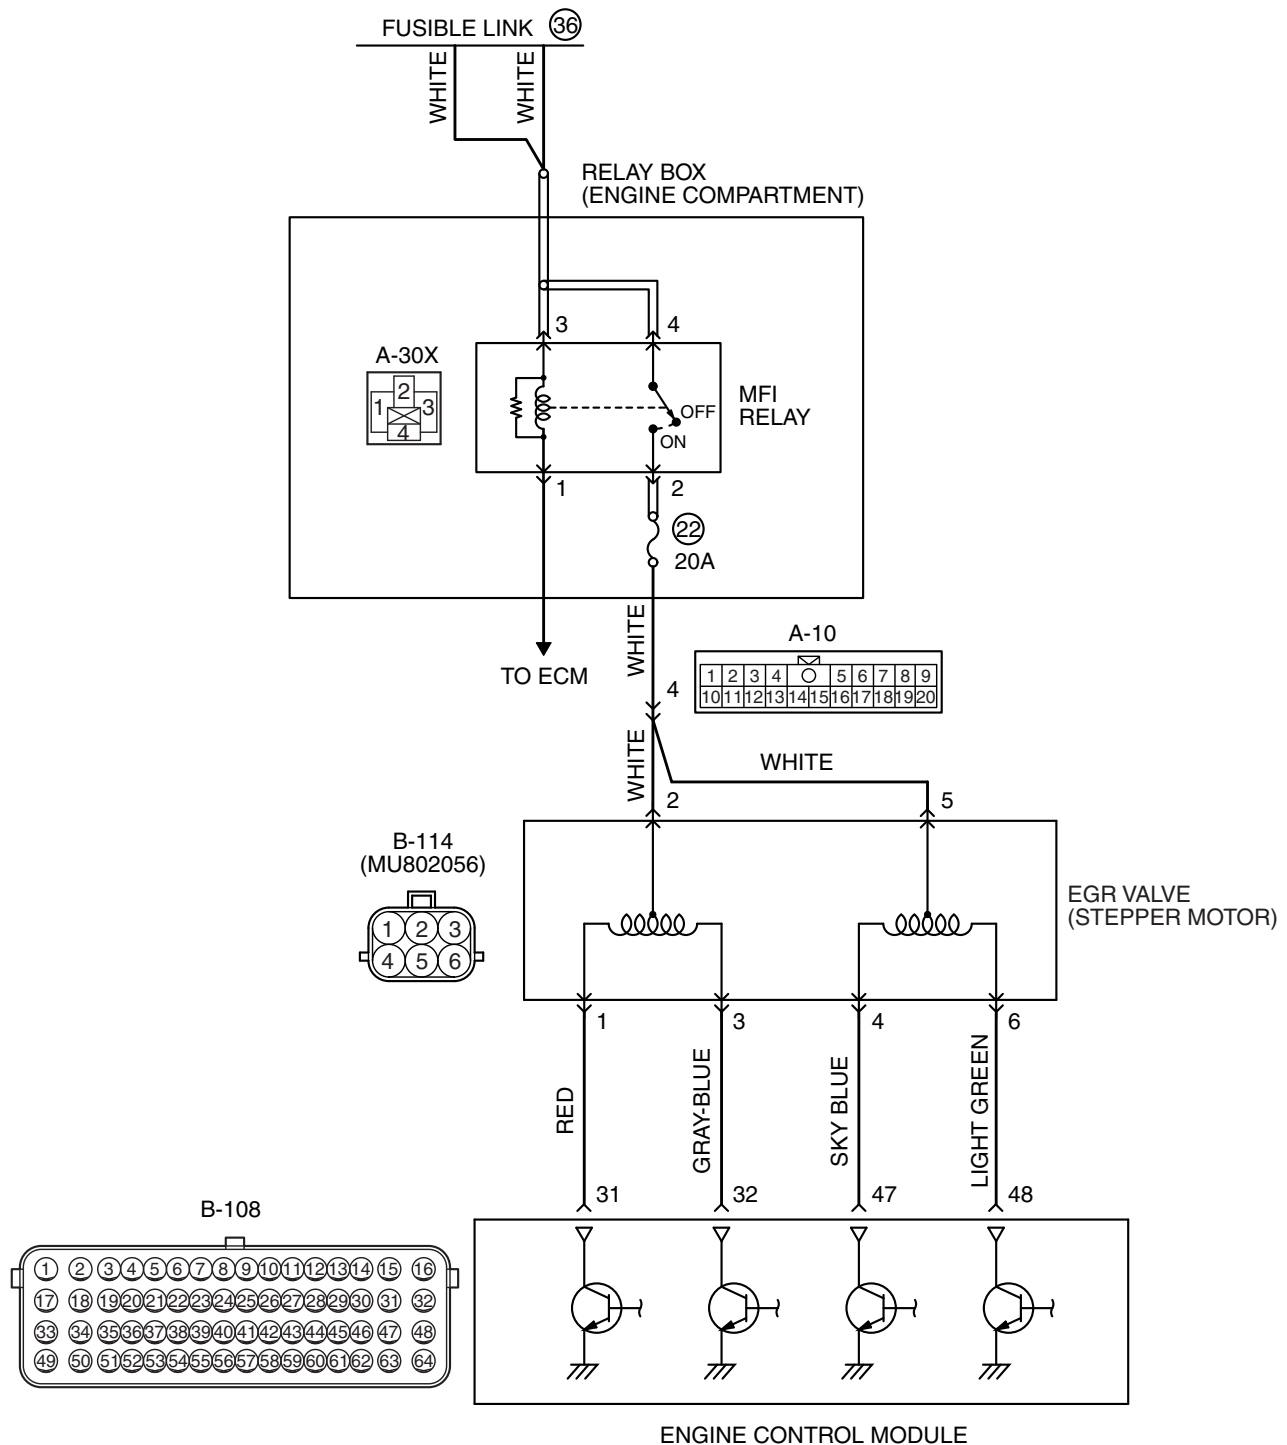 FUSIBLE LINK 36
WHITE
WHITE
RELAY BOX
(ENGINE COMPARTMENT)
3
4
A-30X
2
1
3
4
MFI
RELAY
OFF
ON
1
2
22
20A
WHITE
TO ECM
A-10
1 2 3 4 5 6 7 8 9
10 11 12 13 14 15 16 17 18 19 20
4
WHITE
WHITE
2
5
B-114
(MU802056)
1 2 3
4 5 6
EGR VALVE
(STEPPER MOTOR)
1
3
4
6
RED
GRAY-BLUE
SKY BLUE
LIGHT GREEN
31
32
47
48
B-108
1 2 3 4 5 6 7 8 9 10 11 12 13 14 15 16
17 18 19 20 21 22 23 24 25 26 27 28 29 30 31 32
33 34 35 36 37 38 39 40 41 42 43 44 45 46 47 48
49 50 51 52 53 54 55 56 57 58 59 60 61 62 63 64
ENGINE CONTROL MODULE